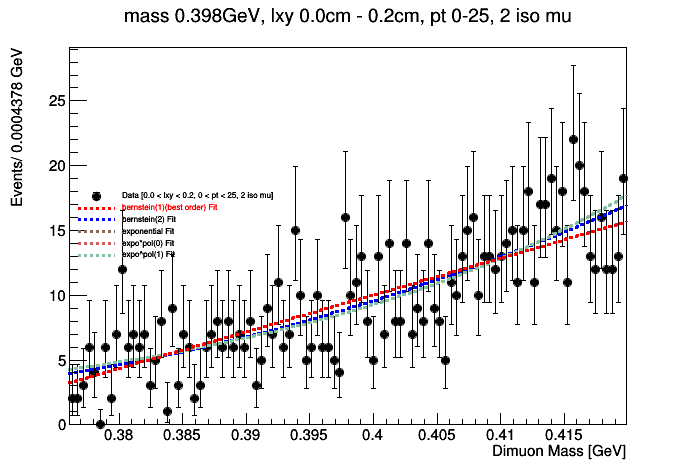 mass 0.398GeV, lxy 0.0cm - 0.2cm, pt 0-25, 2 iso mu
Events/ 0.0004378 GeV
25
20
15
10
5
0
Data [0.0 < lxy < 0.2, 0 < pt < 25, 2 iso mu]
bernstein(1)(best order) Fit
bernstein(2) Fit
exponential Fit
expo*pol(0) Fit
expo*pol(1) Fit
0.38 0.385 0.39 0.395 0.4 0.405 0.41 0.415
Dimuon Mass [GeV]